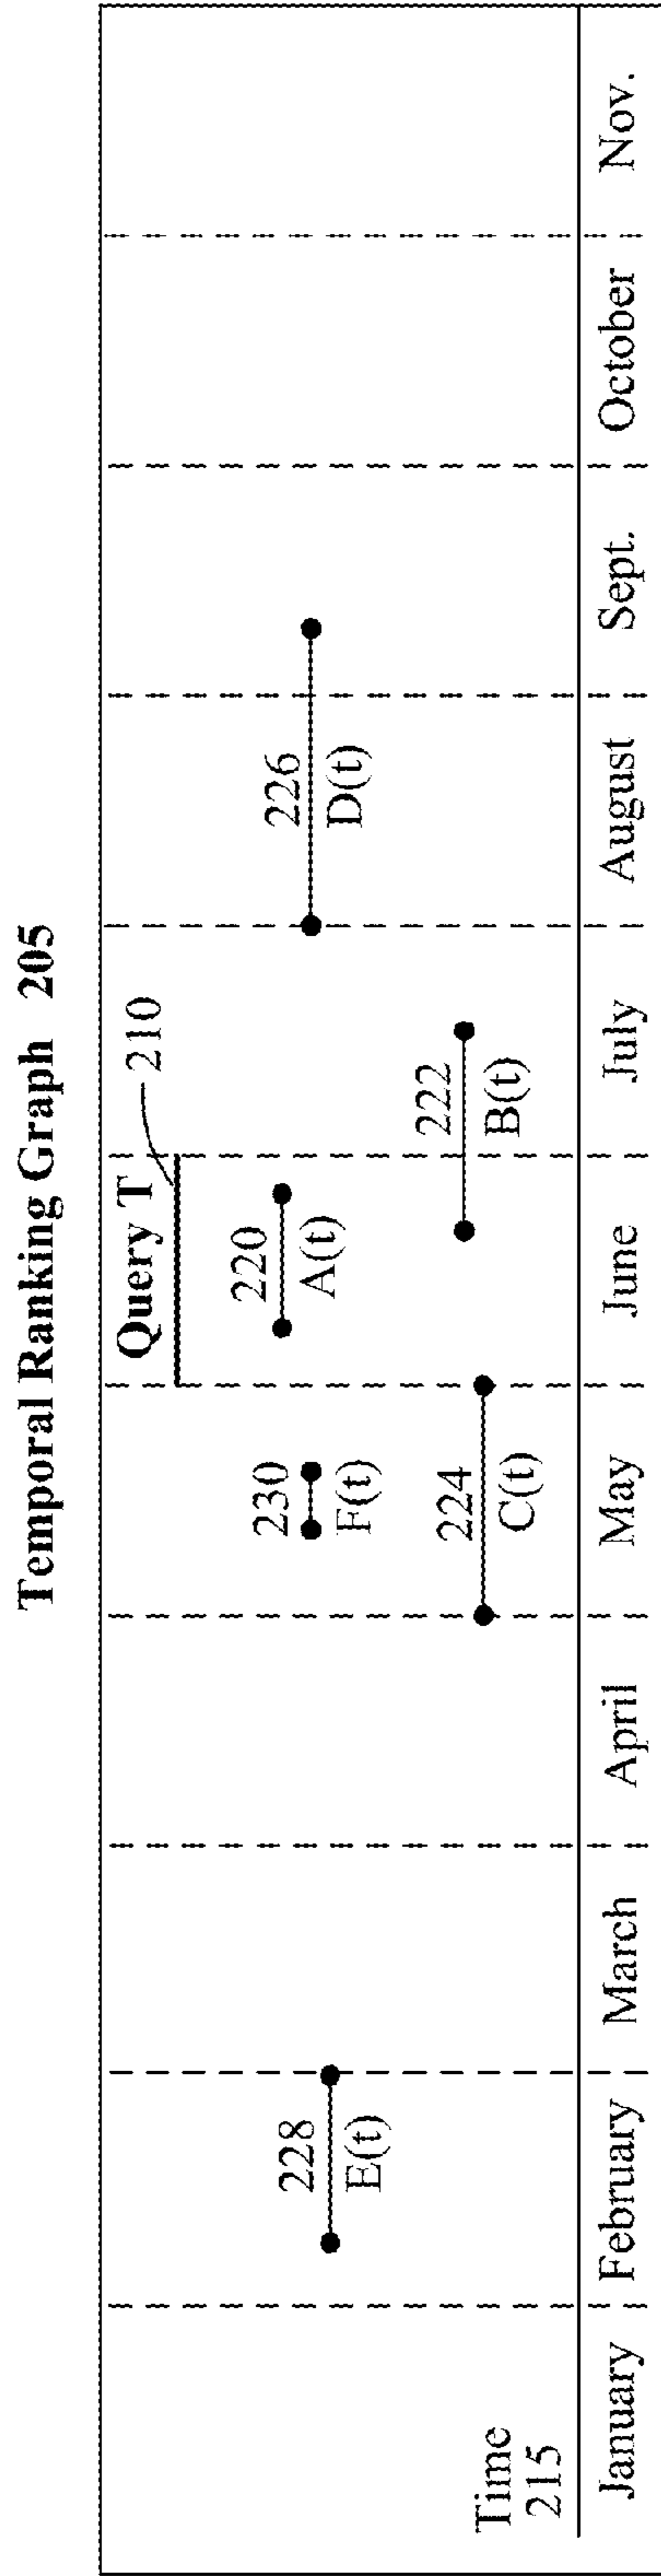 Temporal Ranking Graph 205
Query T
210
220
A(t)
230
F(t)
226
D(t)
228
E(t)
222
B(t)
224
C(t)
Time
215
January February March April May June July August Sept. October Nov.